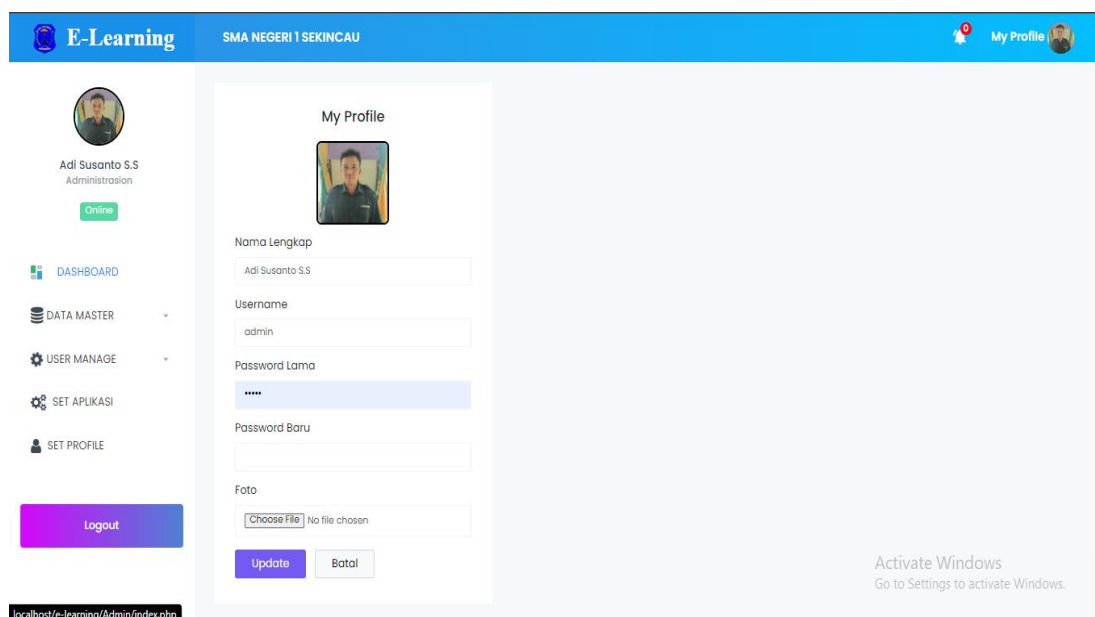 E-Learning
SMA NEGERI 1 SEKINCAU
0
My Profile
Adi Susanto S.S
Administrasion
Online
DASHBOARD
DATA MASTER
USER MANAGE
SET APLIKASI
SET PROFILE
Logout
My Profile
Nama Lengkap
Adi Susanto S.S
Username
admin
Password Lama
•••••
Password Baru
Foto
Choose File No file chosen
Update
Batal
Activate Windows
Go to Settings to activate Windows.
localhost/e-learning/Admin/index.php